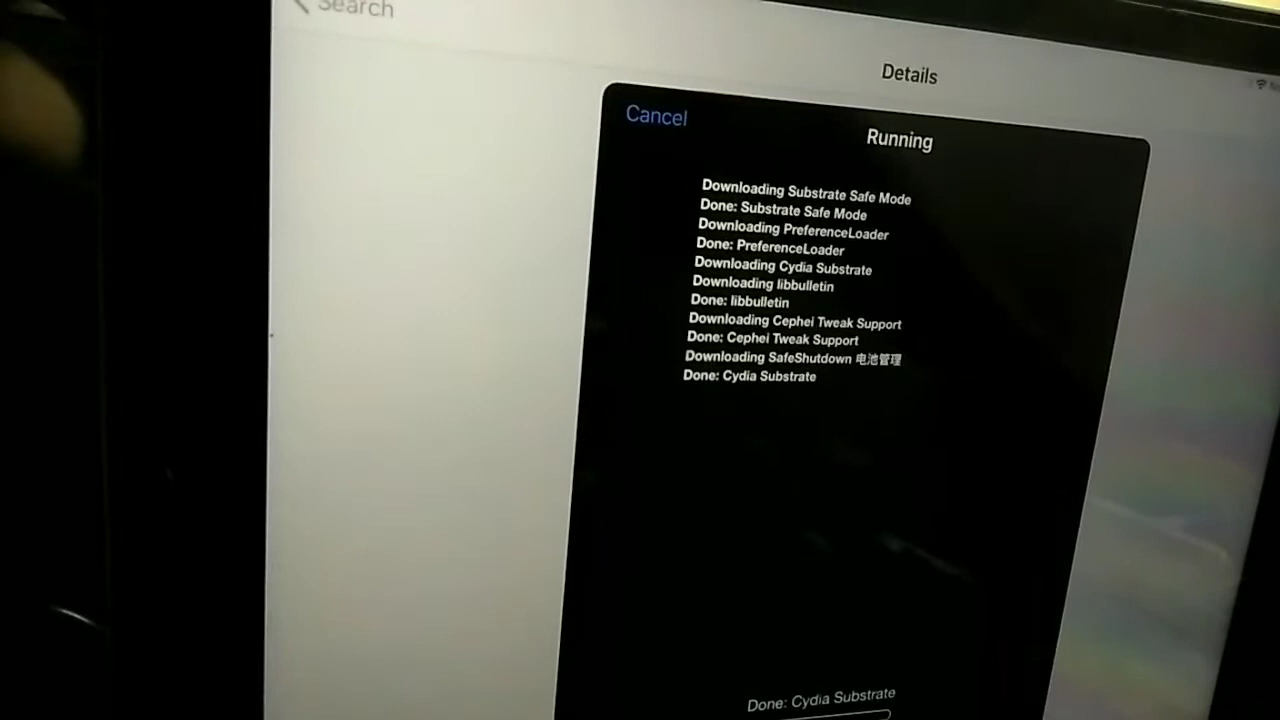 Search
Details
Cancel
Running
Downloading Substrate Safe Mode
Done: Substrate Safe Mode
Downloading PreferenceLoader
Done: PreferenceLoader
Downloading Cydia Substrate
Downloading libbulletin
Done: libbulletin
Downloading Cephei Tweak Support
Done: Cephei Tweak Support
Downloading SafeShutdown 电池管理
Done: Cydia Substrate
Done: Cydia Substrate